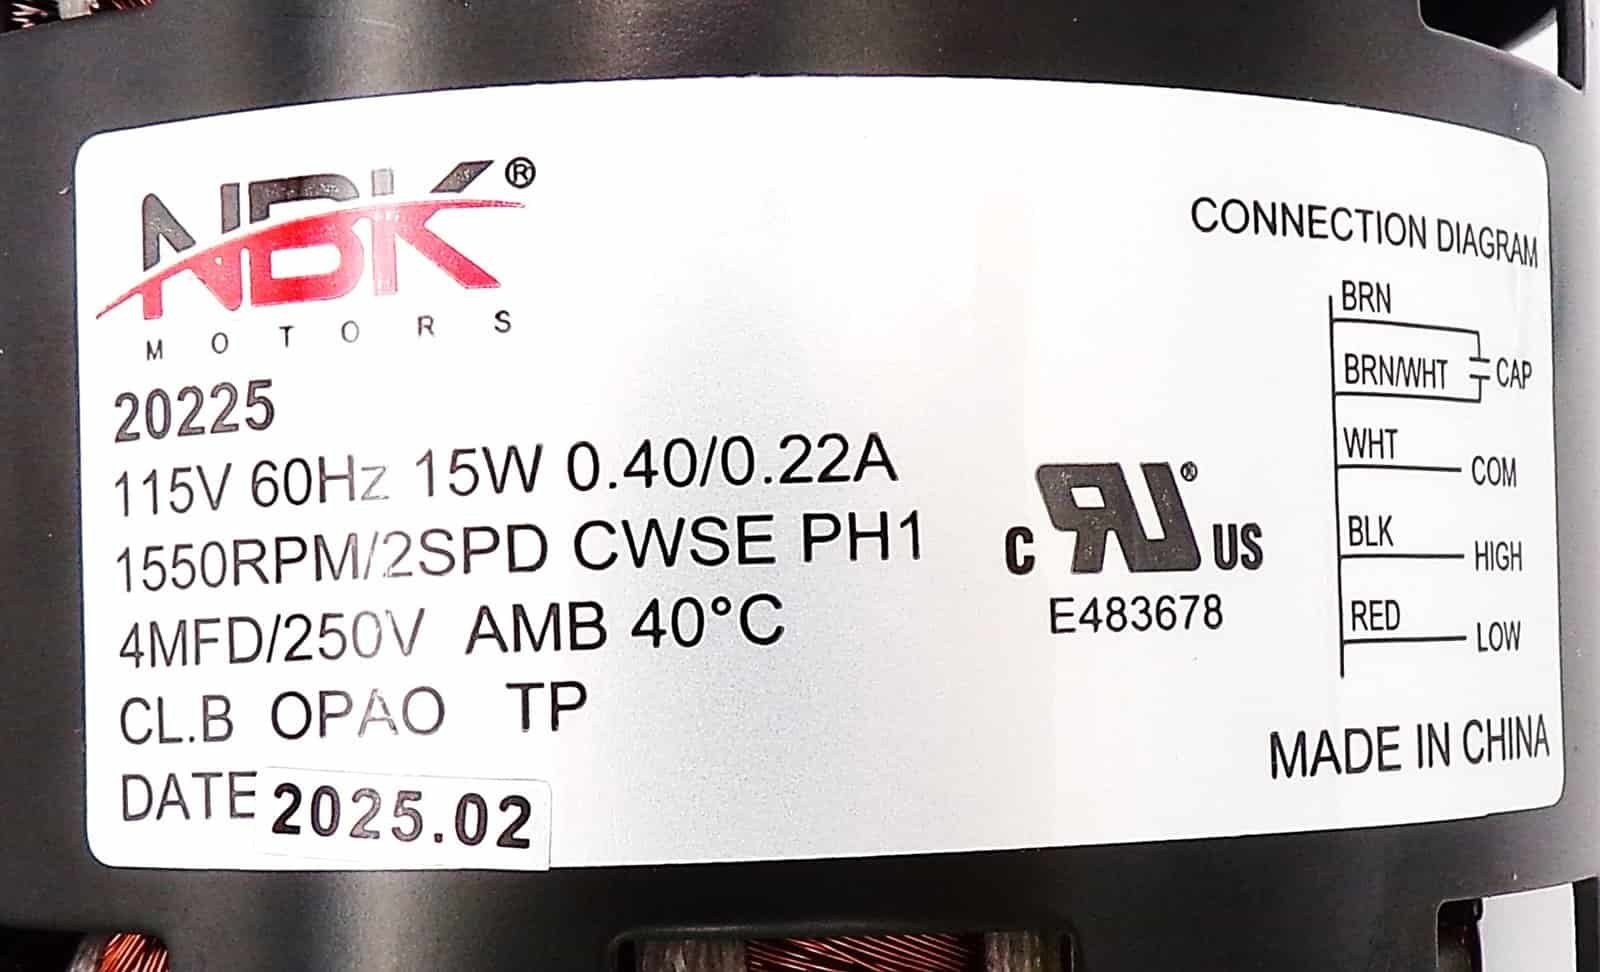 NBK®
MOTORS
20225
115V 60Hz 15W 0.40/0.22A
1550RPM/2SPD CWSE PH1
4MFD/250V AMB 40°C
CL.B OPAO TP
DATE 2025.02
C RU® US
E483678
CONNECTION DIAGRAM
BRN
BRN/WHT CAP
WHT COM
BLK HIGH
RED LOW
MADE IN CHINA